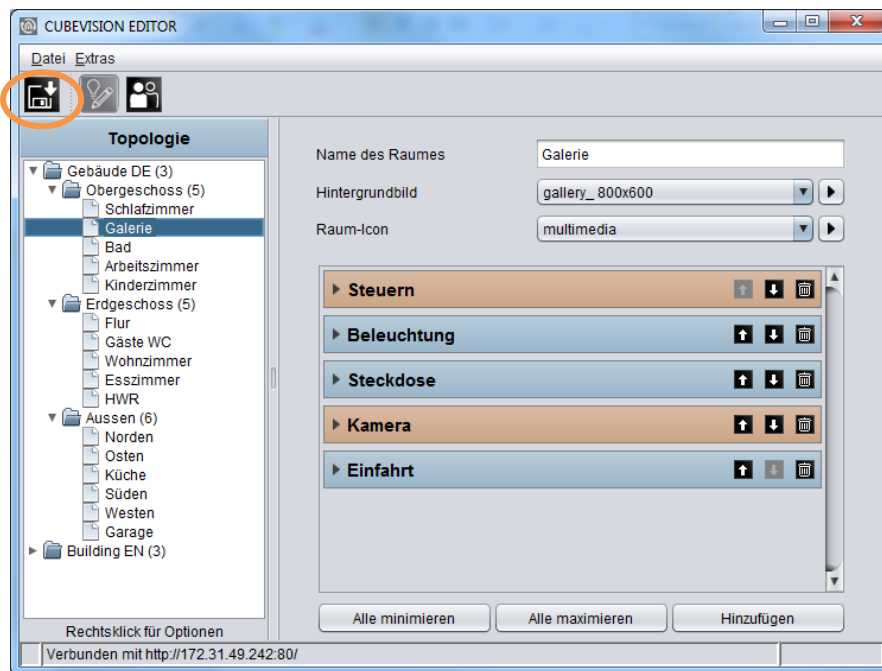 CUBEVISION EDITOR
Datei Extras
Topologie
Gebäude DE (3)
Obergeschoss (5)
Schlafzimmer
Galerie
Bad
Arbeitszimmer
Kinderzimmer
Erdgeschoss (5)
Flur
Gäste WC
Wohnzimmer
Esszimmer
HWR
Aussen (6)
Norden
Osten
Küche
Süden
Westen
Garage
Building EN (3)
Rechtsklick für Optionen
Name des Raumes Galerie
Hintergrundbild gallery_ 800x600
Raum-Icon multimedia
Steuern
Beleuchtung
Steckdose
Kamera
Einfahrt
Alle minimieren Alle maximieren Hinzufügen
Verbunden mit http://172.31.49.242:80/